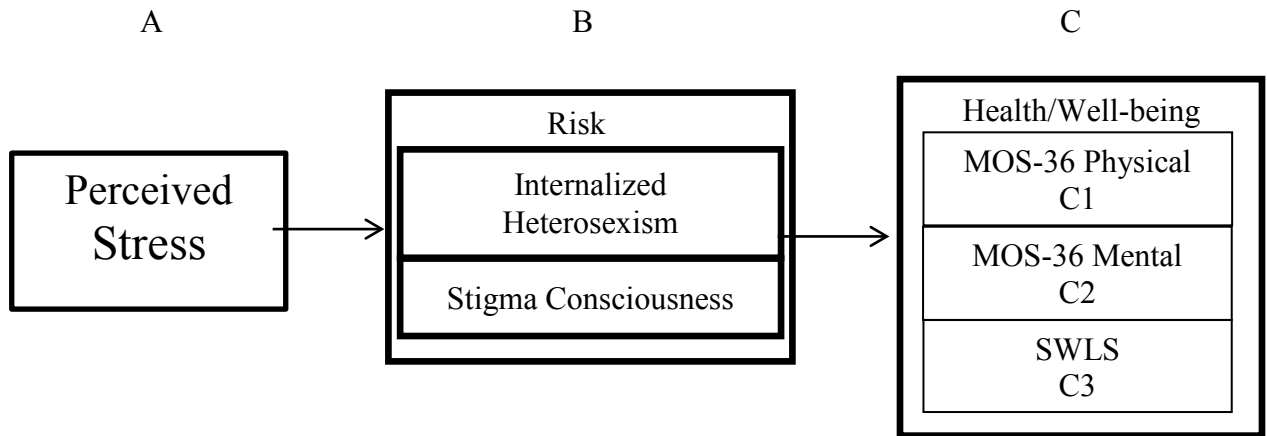 A
B
C
Perceived
Stress
Risk
Internalized
Heterosexism
Stigma Consciousness
Health/Well-being
MOS-36 Physical
C1
MOS-36 Mental
C2
SWLS
C3